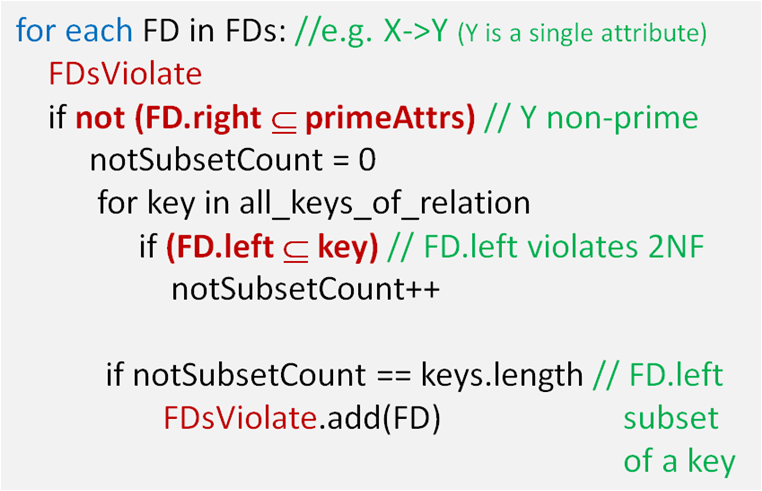 for each FD in FDs: //e.g. X->Y (Y is a single attribute)
FDsViolate
if not (FD.right ⊆ primeAttrs) // Y non-prime
notSubsetCount = 0
for key in all_keys_of_relation
if (FD.left ⊆ key) // FD.left violates 2NF
notSubsetCount++
if notSubsetCount == keys.length // FD.left
FDsViolate.add(FD) subset
of a key